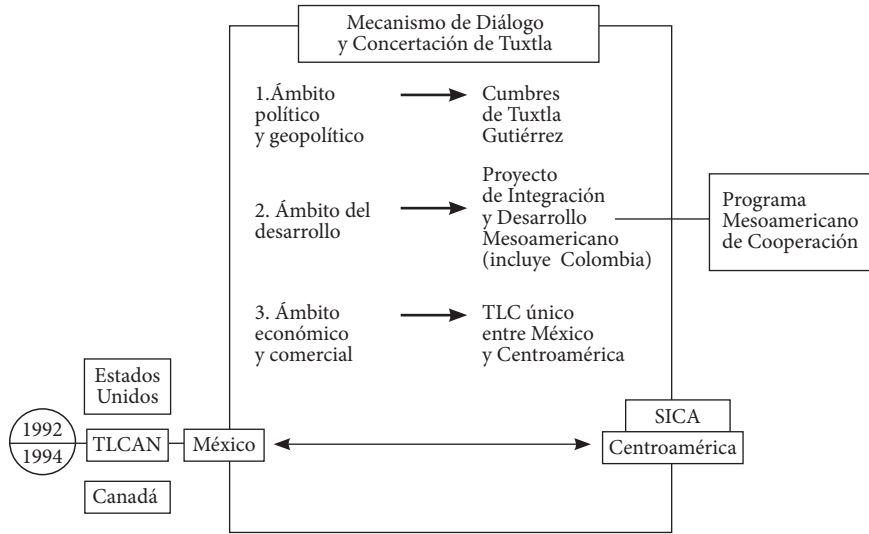 Mecanismo de Diálogo
y Concertación de Tuxtla
1.Ámbito
político
y geopolítico
Cumbres
de Tuxtla
Gutiérrez
2. Ámbito del
desarrollo
Proyecto
de Integración
y Desarrollo
Mesoamericano
(incluye Colombia)
Programa
Mesoamericano
de Cooperación
3. Ámbito
económico
y comercial
TLC único
entre México
y Centroamérica
Estados
Unidos
1992
1994
TLCAN
México
SICA
Centroamérica
Canadá